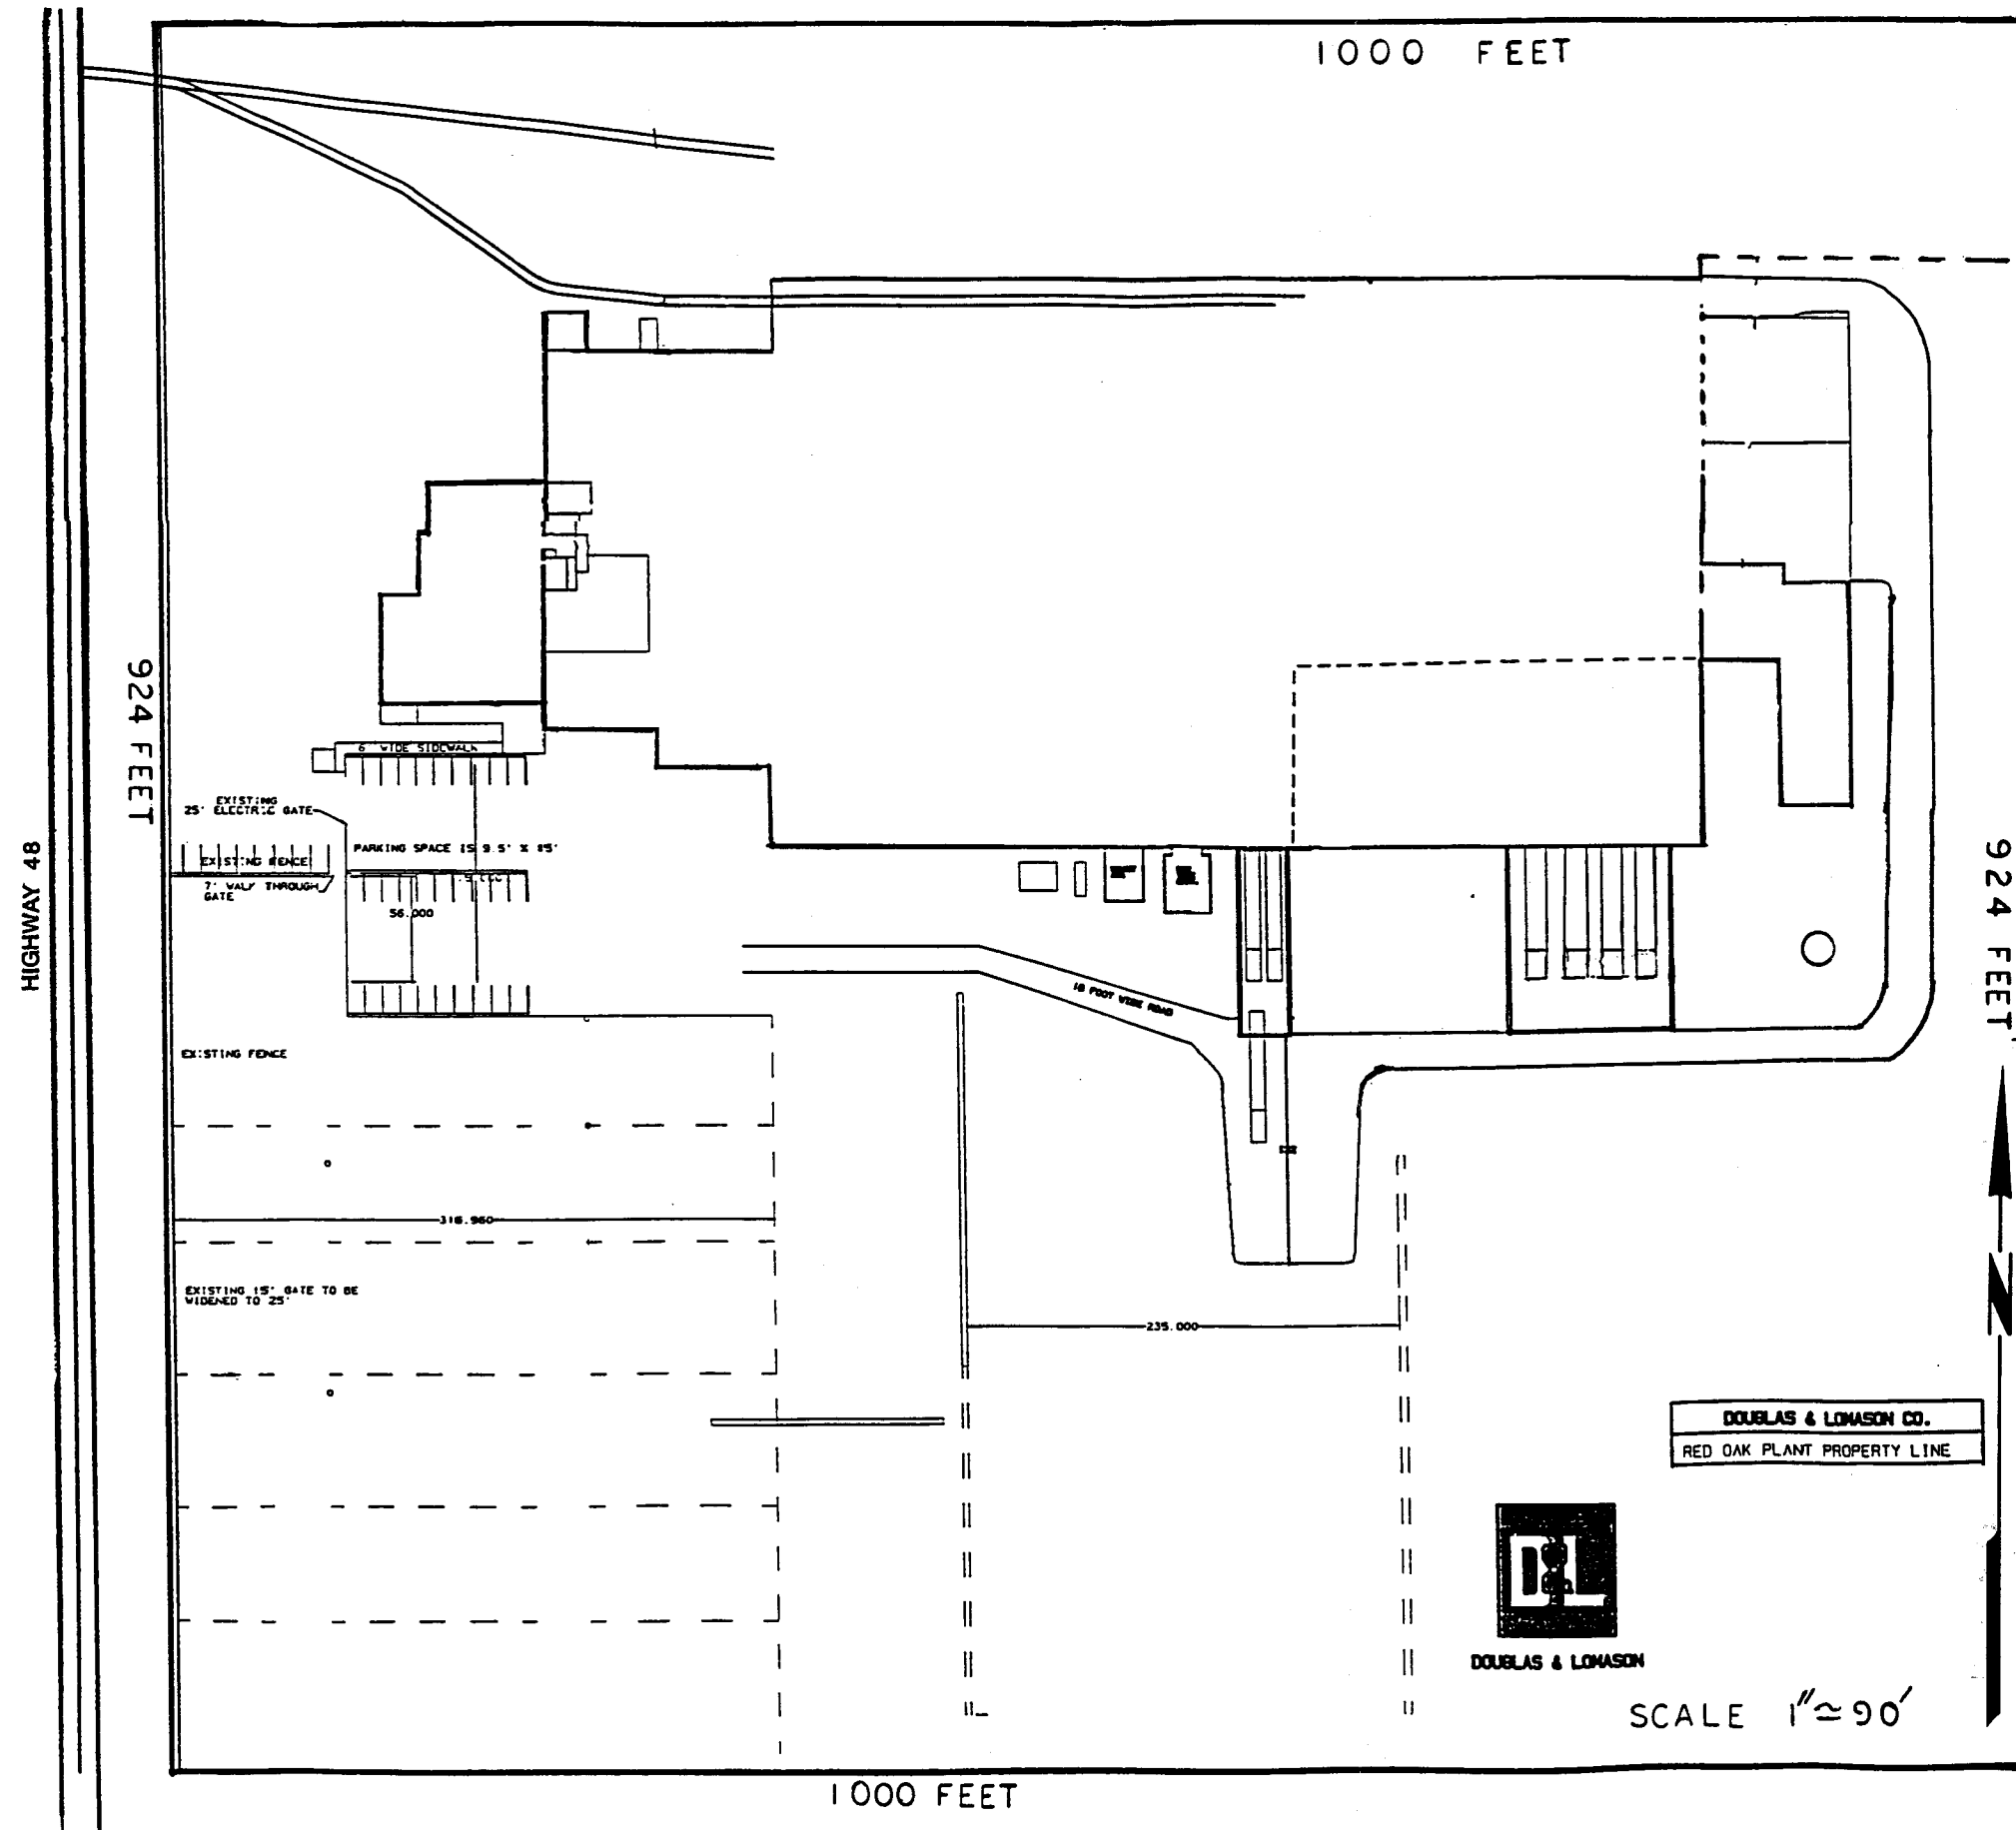 1000 FEET
924 FEET
HIGHWAY 48
6' WIDE SIDEWALK
EXISTING
25' ELECTRIC GATE
PARKING SPACE IS 9.5' X 15'
EXISTING FENCE
7' WALK THROUGH
GATE
56.000
18 FOOT WIDE ROAD
924 FEET
EXISTING FENCE
316.960
EXISTING 15' GATE TO BE
WIDENED TO 25'
235.000
N
DOUGLAS & LOMASON CO.
RED OAK PLANT PROPERTY LINE
D&L
DOUGLAS & LOMASON
SCALE 1"≃90'
1000 FEET